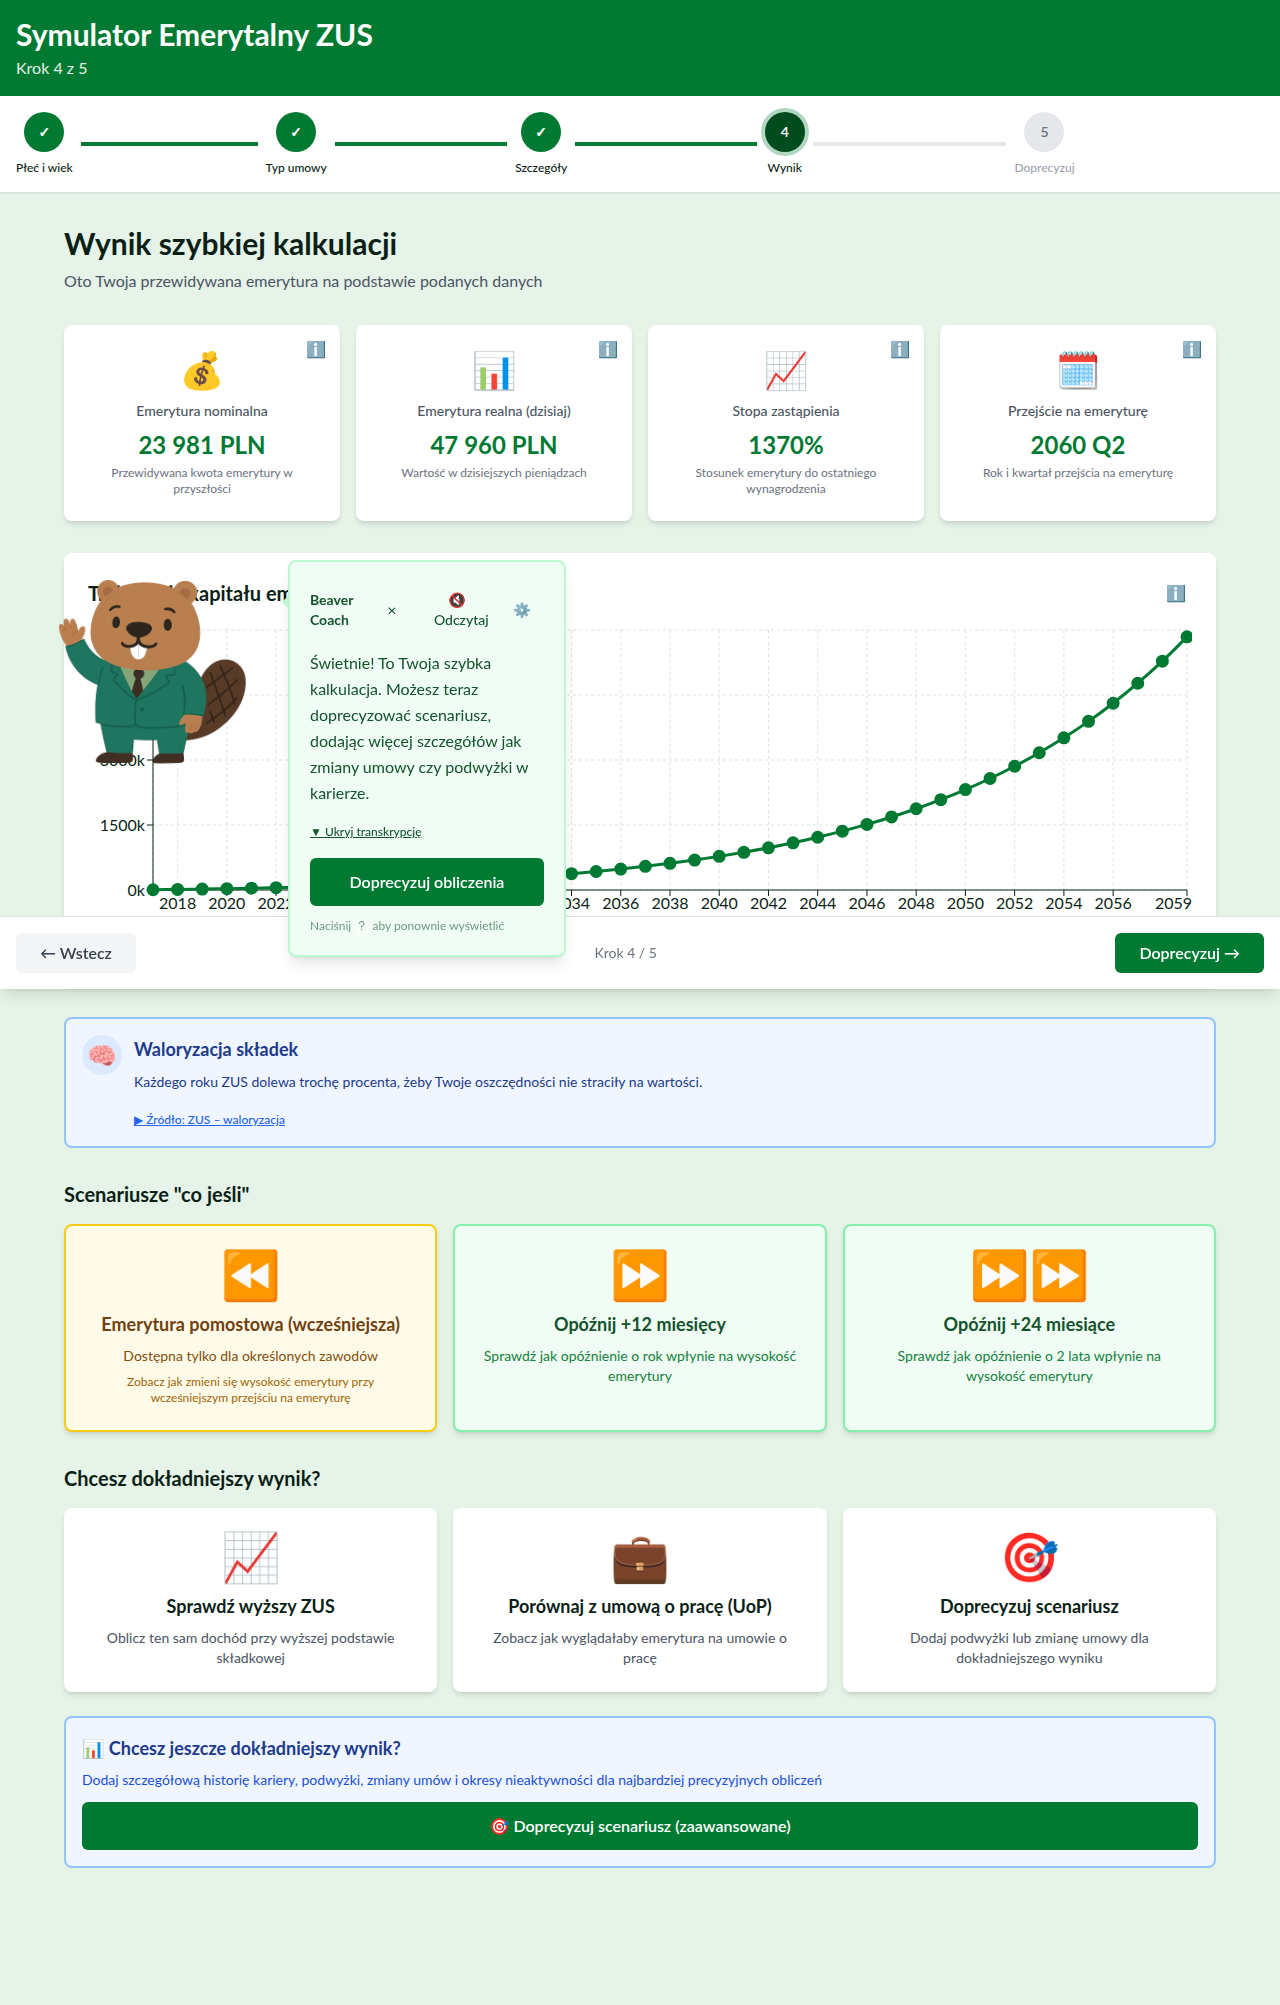 Symulator Emerytalny ZUS
Krok 4 z 5
✓
✓
✓
4
5
Płeć i wiek
Typ umowy
Szczegóły
Wynik
Doprecyzuj
Wynik szybkiej kalkulacji
Oto Twoja przewidywana emerytura na podstawie podanych danych
Emerytura nominalna
23 981 PLN
Przewidywana kwota emerytury w
przyszłości
Emerytura realna (dzisiaj)
47 960 PLN
Wartość w dzisiejszych pieniądzach
Stopa zastąpienia
1370%
Stosunek emerytury do ostatniego
wynagrodzenia
Przejście na emeryturę
2060 Q2
Rok i kwartał przejścia na emeryturę
Beaver
Coach
×
Odczytaj
Świetnie! To Twoja szybka
kalkulacja. Możesz teraz
doprecyzować scenariusz,
dodając więcej szczegółów jak
zmiany umowy czy podwyżki w
karierze.
▼ Ukryj transkrypcję
Doprecyzuj obliczenia
Naciśnij ? aby ponownie wyświetlić
1500k
0k
2018 2020 2036 2038 2040 2042 2044 2046 2048 2050 2052 2054 2056 2059
← Wstecz
Krok 4 / 5
Doprecyzuj →
Waloryzacja składek
Każdego roku ZUS dolewa trochę procenta, żeby Twoje oszczędności nie straciły na wartości.
▶ Źródło: ZUS – waloryzacja
Scenariusze "co jeśli"
Emerytura pomostowa (wcześniejsza)
Dostępna tylko dla określonych zawodów
Zobacz jak zmieni się wysokość emerytury przy
wcześniejszym przejściu na emeryturę
Opóźnij +12 miesięcy
Sprawdź jak opóźnienie o rok wpłynie na wysokość
emerytury
Opóźnij +24 miesiące
Sprawdź jak opóźnienie o 2 lata wpłynie na
wysokość emerytury
Chcesz dokładniejszy wynik?
Sprawdź wyższy ZUS
Oblicz ten sam dochód przy wyższej podstawie
składkowej
Porównaj z umową o pracę (UoP)
Zobacz jak wyglądałaby emerytura na umowie o
pracę
Doprecyzuj scenariusz
Dodaj podwyżki lub zmianę umowy dla
dokładniejszego wyniku
Chcesz jeszcze dokładniejszy wynik?
Dodaj szczegółową historię kariery, podwyżki, zmiany umów i okresy nieaktywności dla najbardziej precyzyjnych obliczeń
Doprecyzuj scenariusz (zaawansowane)